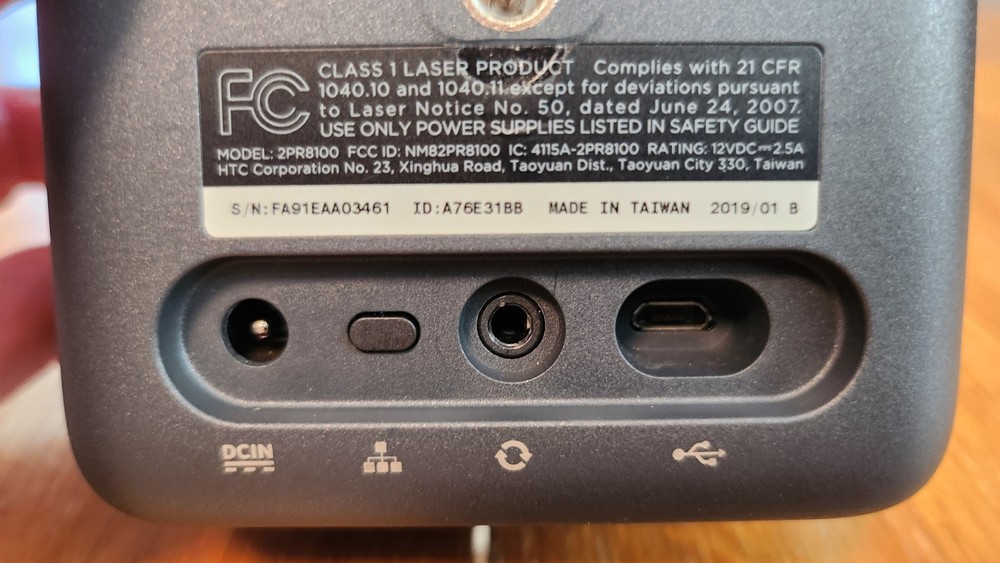 FC CLASS 1 LASER PRODUCT Complies with 21 CFR
1040.10 and 1040.11 except for deviations pursuant
to Laser Notice No. 50, dated June 24, 2007.
USE ONLY POWER SUPPLIES LISTED IN SAFETY GUIDE
MODEL: 2PR8100 FCC ID: NM82PR8100 IC: 4115A-2PR8100 RATING: 12VDC⎓2.5A
HTC Corporation No. 23, Xinghua Road, Taoyuan Dist., Taoyuan City 330, Taiwan
S/N:FA91EAA03461 ID:A76E31BB MADE IN TAIWAN 2019/01 B
DCIN